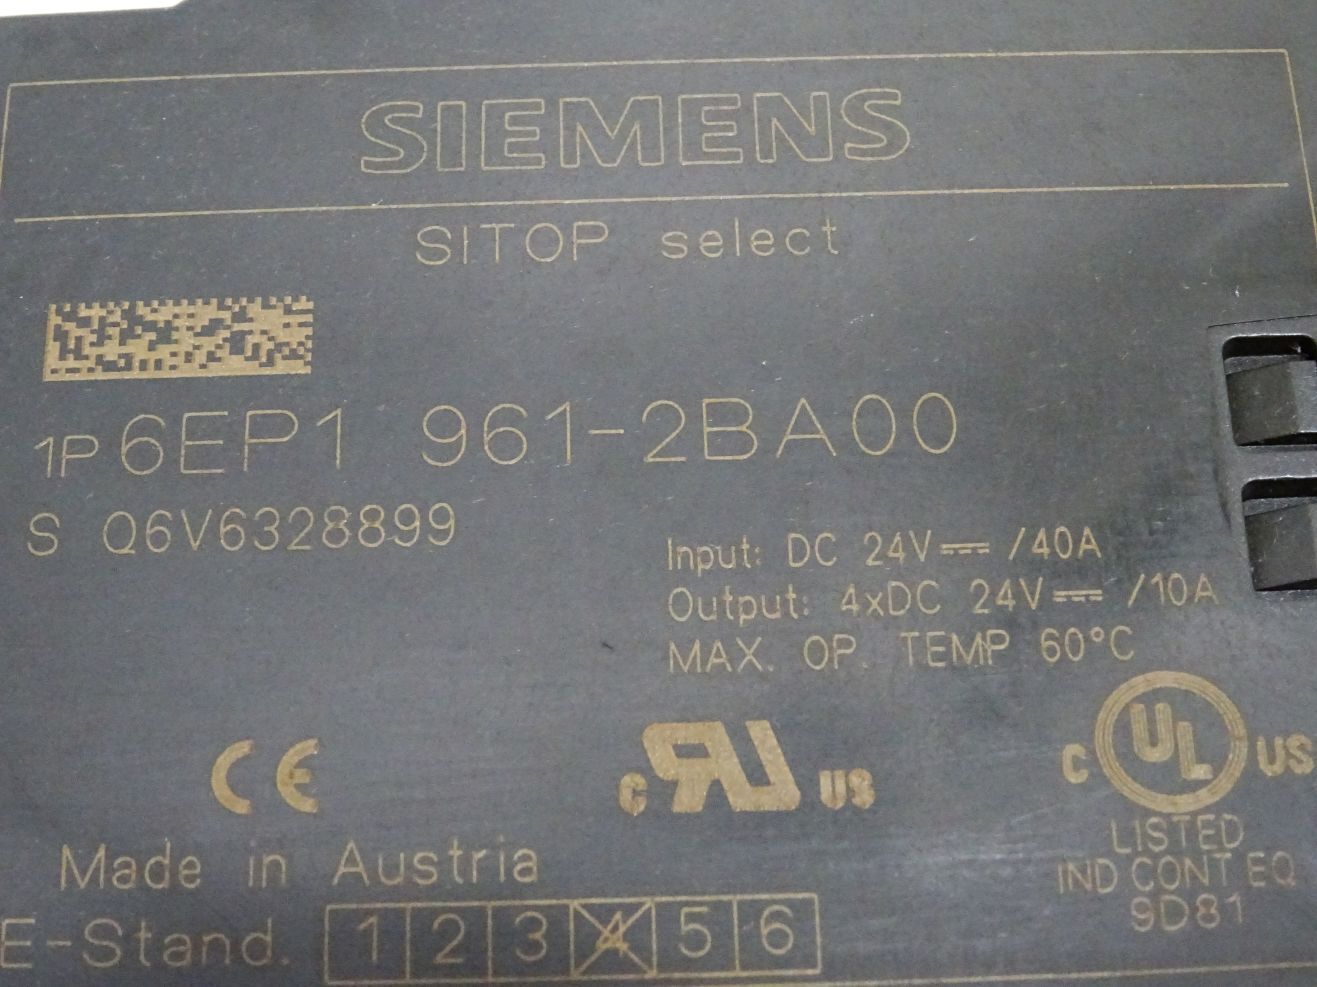 SIEMENS
SITOP select
1P 6EP1 961-2BA00
S Q6V6328899
Input: DC 24V⎓ /40A
Output: 4xDC 24V⎓ /10A
MAX. OP. TEMP 60°C
CE
c RU US
c UL US
LISTED
IND CONT EQ
9D81
Made in Austria
E-Stand. 1 2 3 4 5 6